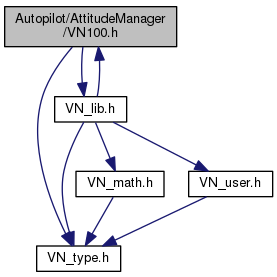 Autopilot/AttitudeManager
/VN100.h
VN_lib.h
VN_math.h
VN_user.h
VN_type.h